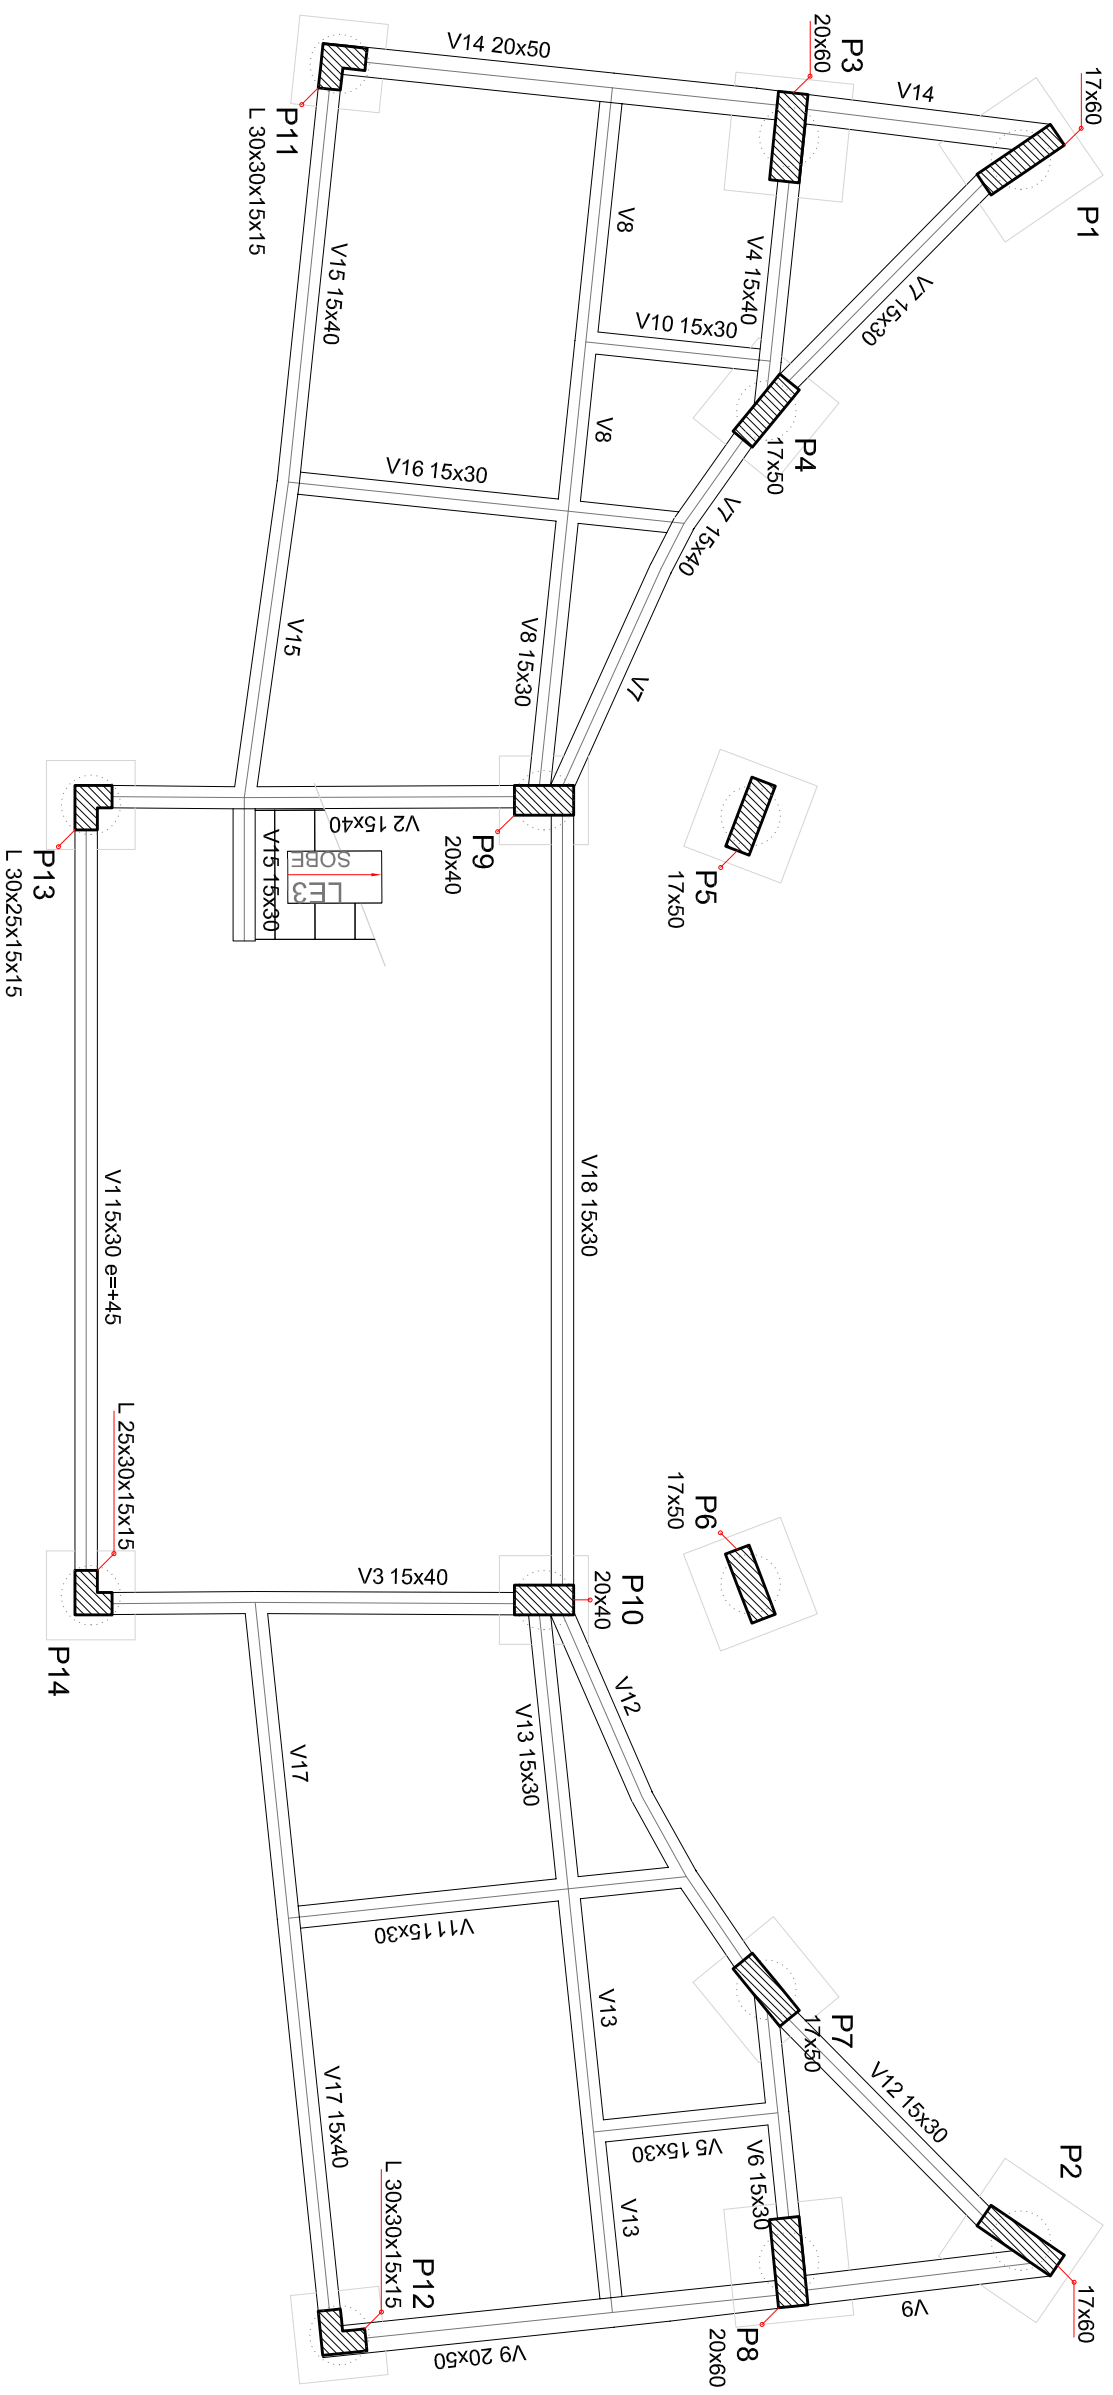 V14 20x50
P3
20x60
V14
17x60
P1
P11
L 30x30x15x15
V15 15x40
V8
V4 15x40
V10 15x30
V7 15x30
V16 15x30
V8
P4
17x50
V7 15x40
V15
V8 15x30
V7
V2 15x40
P13
L 30x25x15x15
V15 15x30
SOBE
LE3
P9
20x40
P5
17x50
V1 15x30 e=+45
V18 15x30
L 25x30x15x15
P14
V3 15x40
P10
20x40
P6
17x50
V12
V13 15x30
V17
V11 15x30
V13
P7
17x50
V12 15x30
V17 15x40
V5 15x30
V6 15x30
V13
P2
17x60
L 30x30x15x15
P12
V9 20x50
P8
20x60
V9